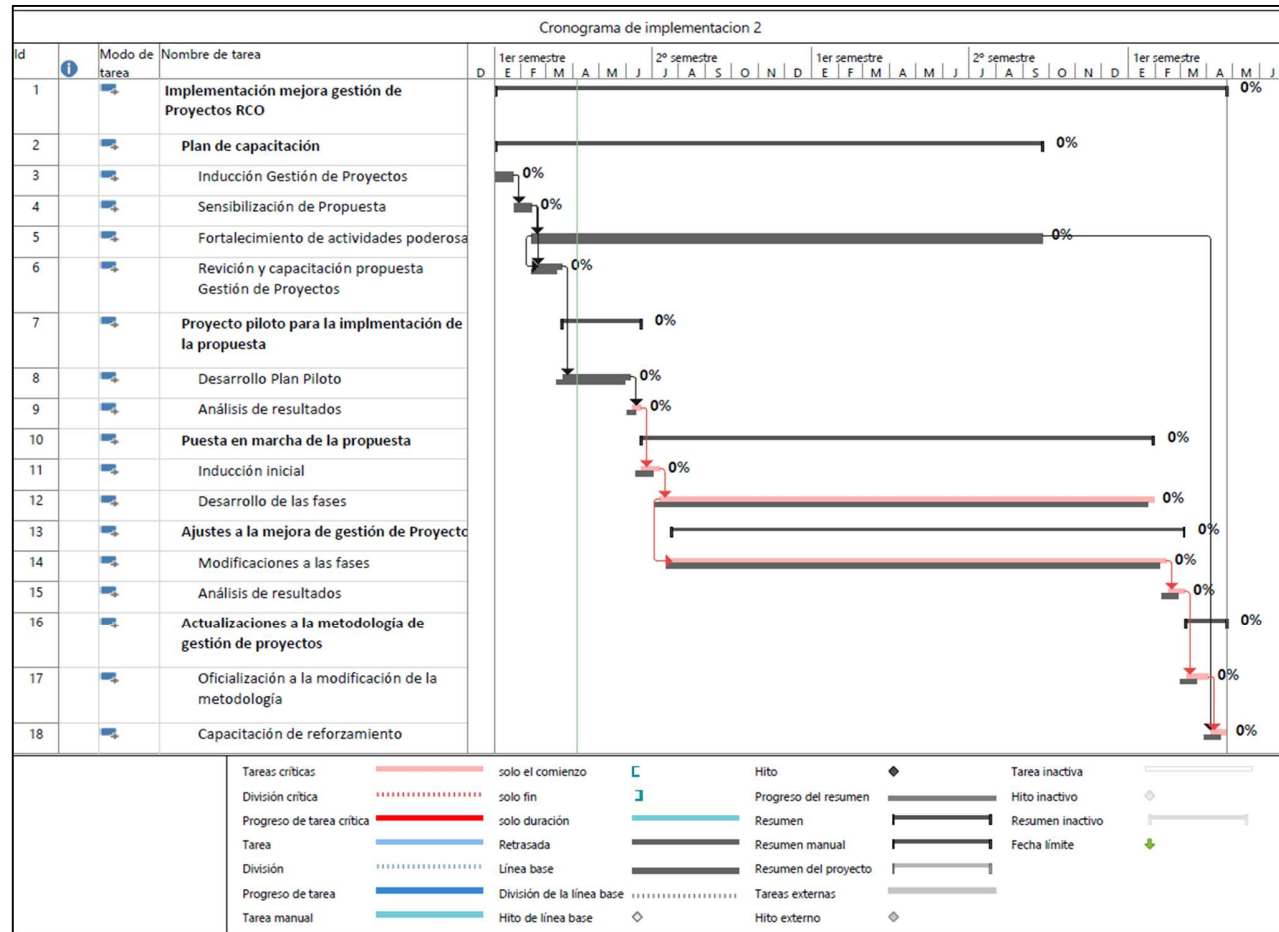 Cronograma de implementacion 2
Id Modo de tarea Nombre de tarea
D 1er semestre 2º semestre 1er semestre 2º semestre 1er semestre
E F M A M J J A S O N D E F M A M J J A S O N D E F M A M J
1 Implementación mejora gestión de 0%
Proyectos RCO
2 Plan de capacitación 0%
3 Inducción Gestión de Proyectos 0%
4 Sensibilización de Propuesta 0%
5 Fortalecimiento de actividades poderosa 0% 0%
6 Revición y capacitación propuesta 0%
Gestión de Proyectos
7 Proyecto piloto para la implmentación de 0%
la propuesta
8 Desarrollo Plan Piloto 0%
9 Análisis de resultados 0%
10 Puesta en marcha de la propuesta 0%
11 Inducción inicial 0%
12 Desarrollo de las fases 0%
13 Ajustes a la mejora de gestión de Proyecto 0%
14 Modificaciones a las fases 0%
15 Análisis de resultados 0%
16 Actualizaciones a la metodología de 0%
gestión de proyectos
17 Oficialización a la modificación de la 0%
metodología
18 Capacitación de reforzamiento 0%
Tareas críticas solo el comienzo Hito Tarea inactiva
División crítica solo fin Progreso del resumen Hito inactivo
Progreso de tarea crítica solo duración Resumen Resumen inactivo
Tarea Retrasada Resumen manual Fecha límite
División Línea base Resumen del proyecto
Progreso de tarea División de la línea base Tareas externas
Tarea manual Hito de línea base Hito externo